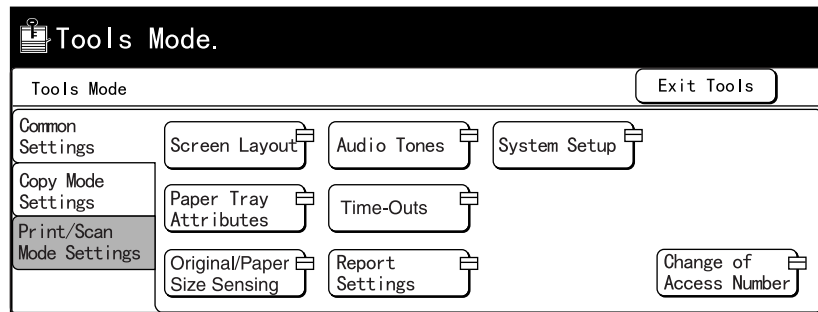 Tools Mode.
Tools Mode
Exit Tools
Common
Settings
Copy Mode
Settings
Print/Scan
Mode Settings
Screen Layout
Audio Tones
System Setup
Paper Tray
Attributes
Time-Outs
Original/Paper
Size Sensing
Report
Settings
Change of
Access Number